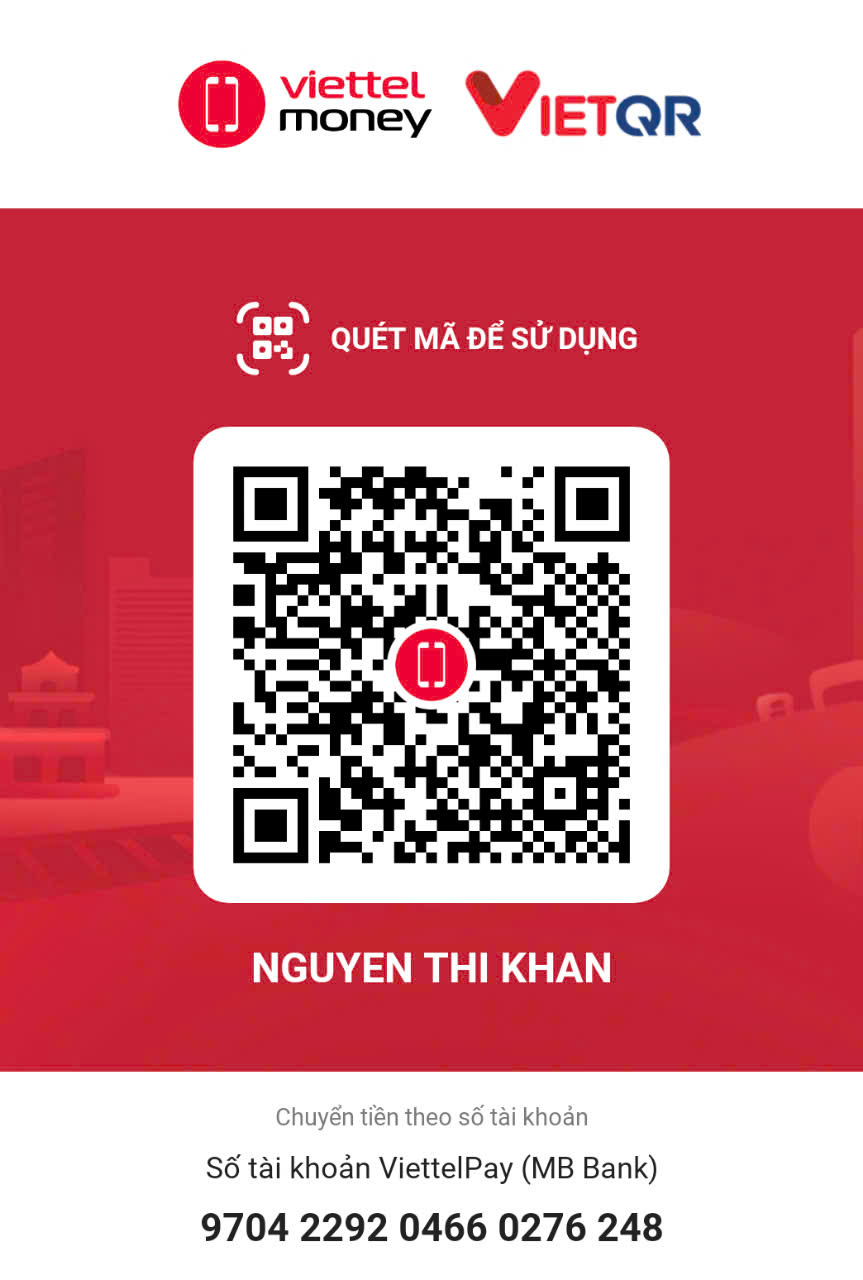 viettel
money
VIETQR
QUÉT MÃ ĐỂ SỬ DỤNG
NGUYEN THI KHAN
Chuyển tiền theo số tài khoản
Số tài khoản ViettelPay (MB Bank)
9704 2292 0466 0276 248